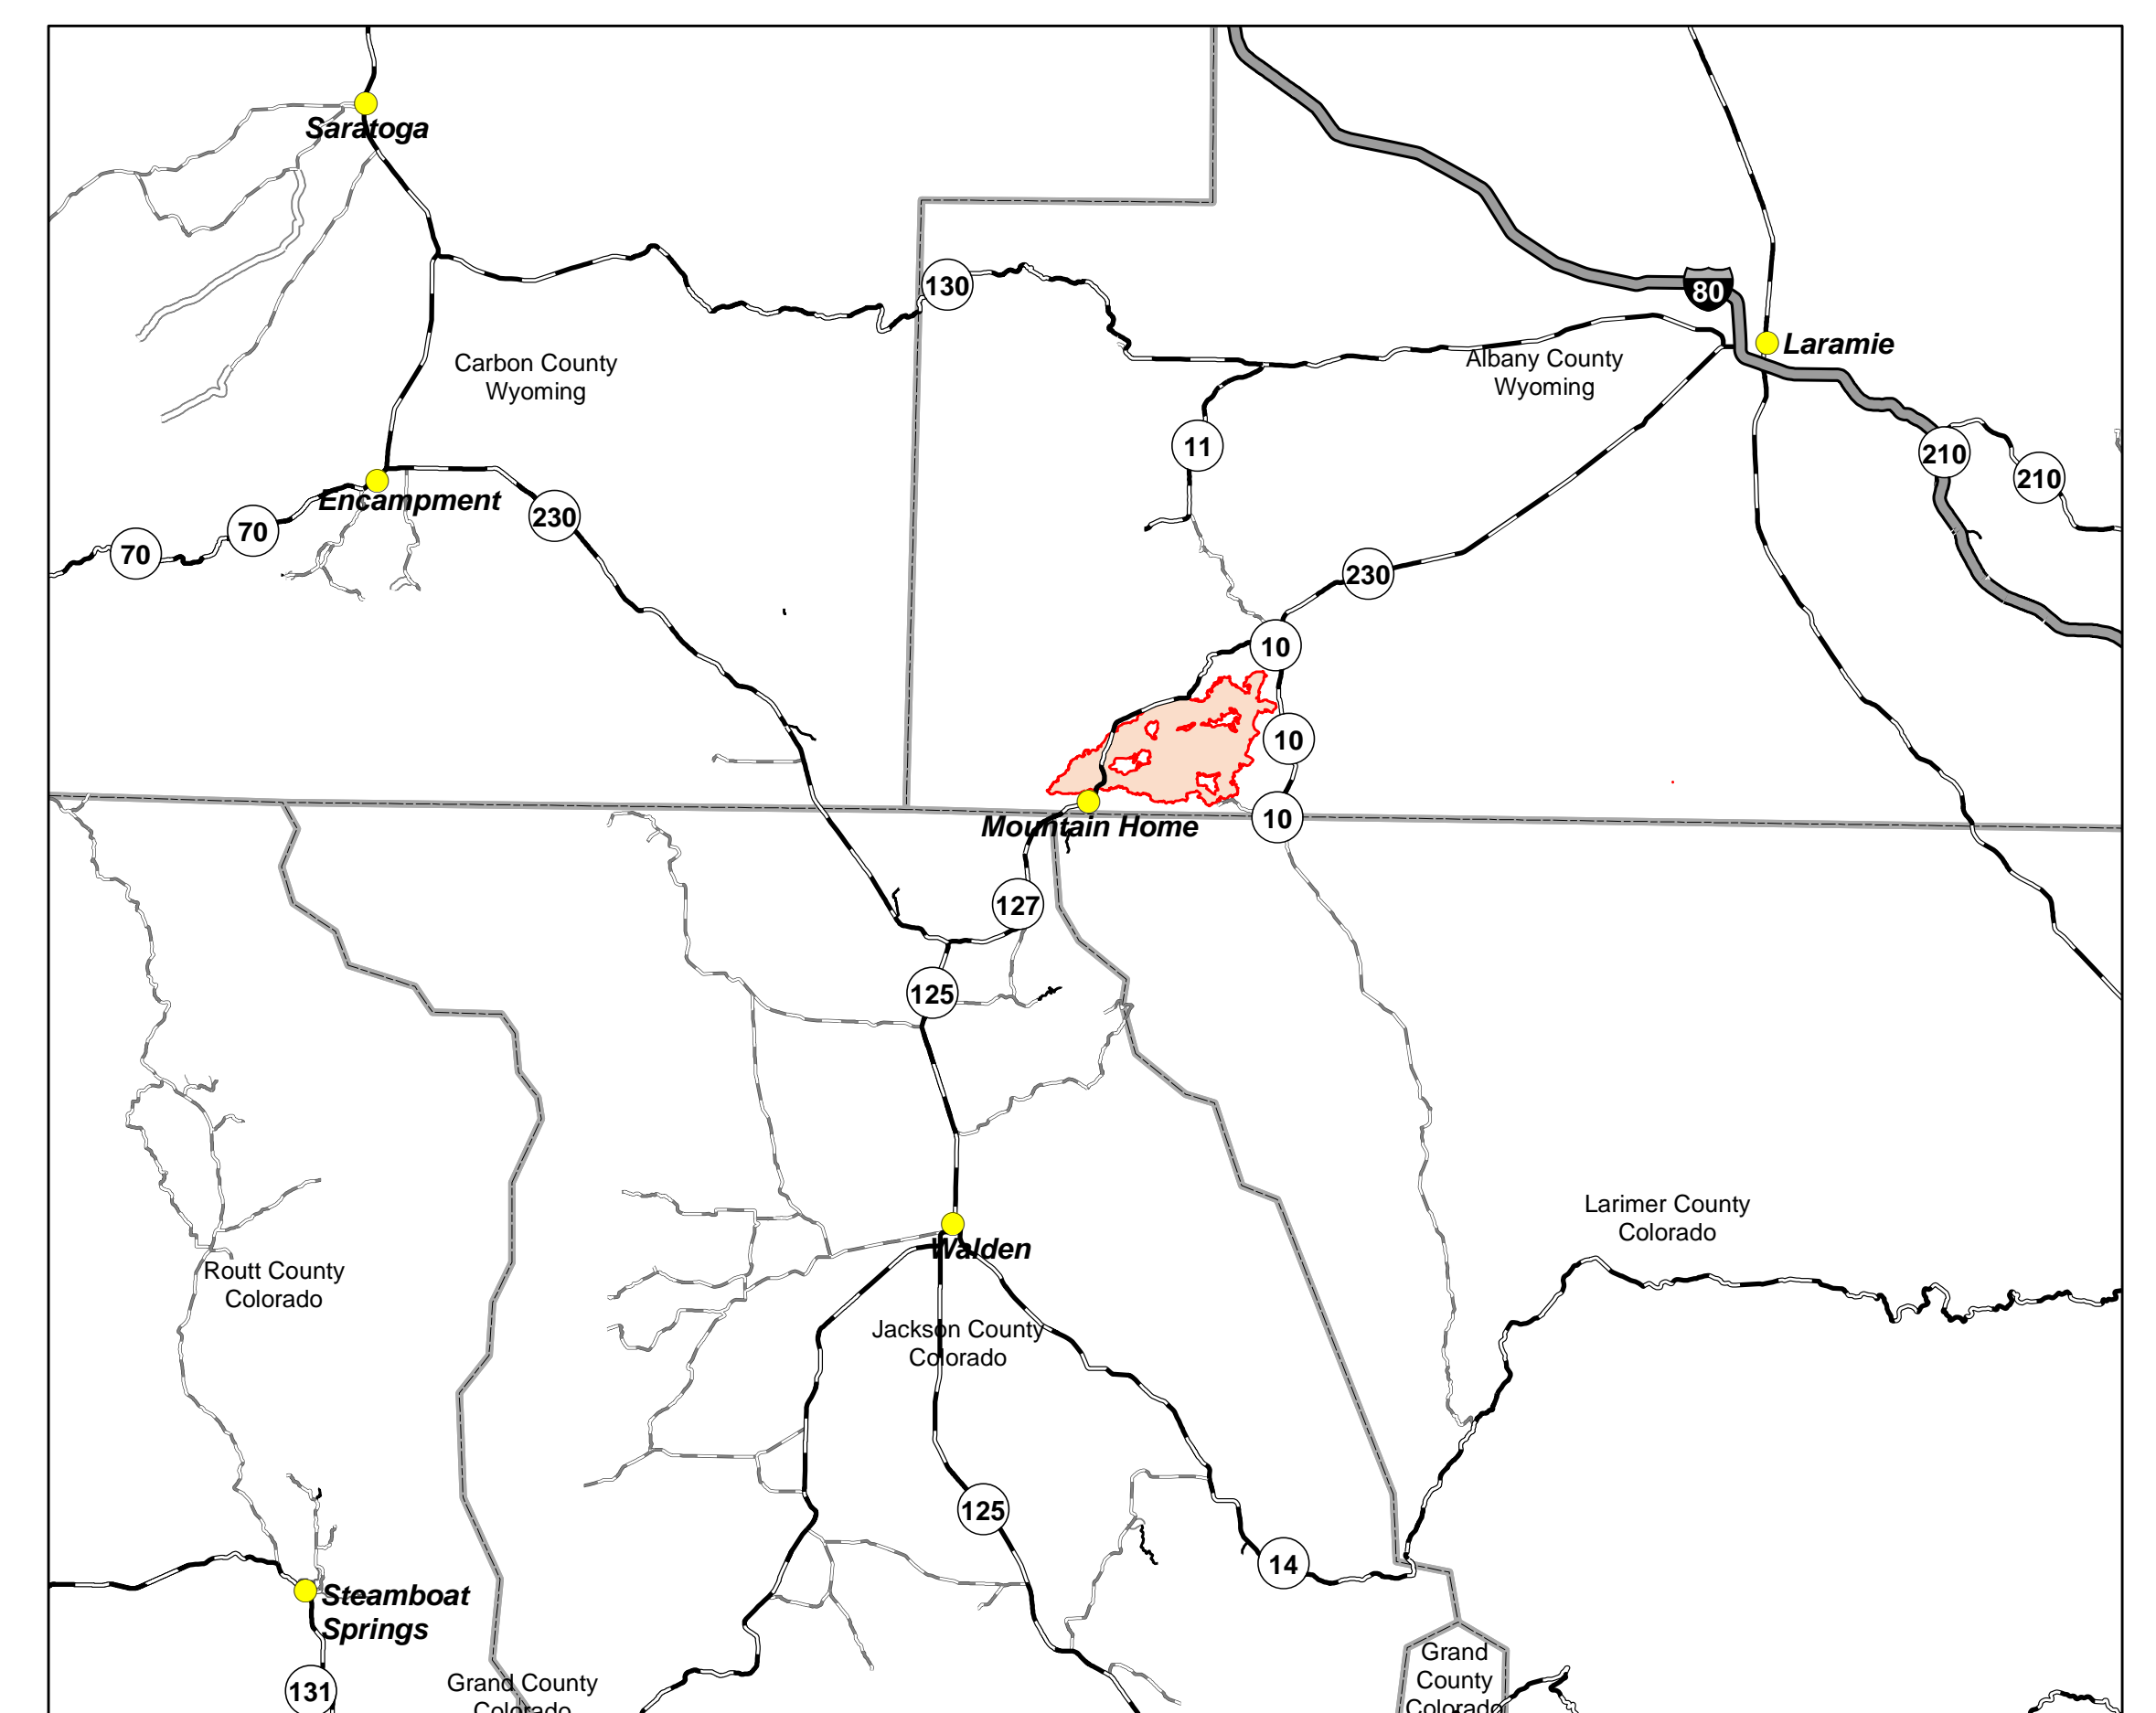 Saratoga
130
80
Laramie
Carbon County
Wyoming
Albany County
Wyoming
11
210
210
Encampment
230
70
70
230
10
10
10
Mountain Home
127
125
Larimer County
Colorado
Walden
Routt County
Colorado
Jackson County
Colorado
125
14
Steamboat
Springs
131
Grand County
Colorado
Grand
County
Colorado